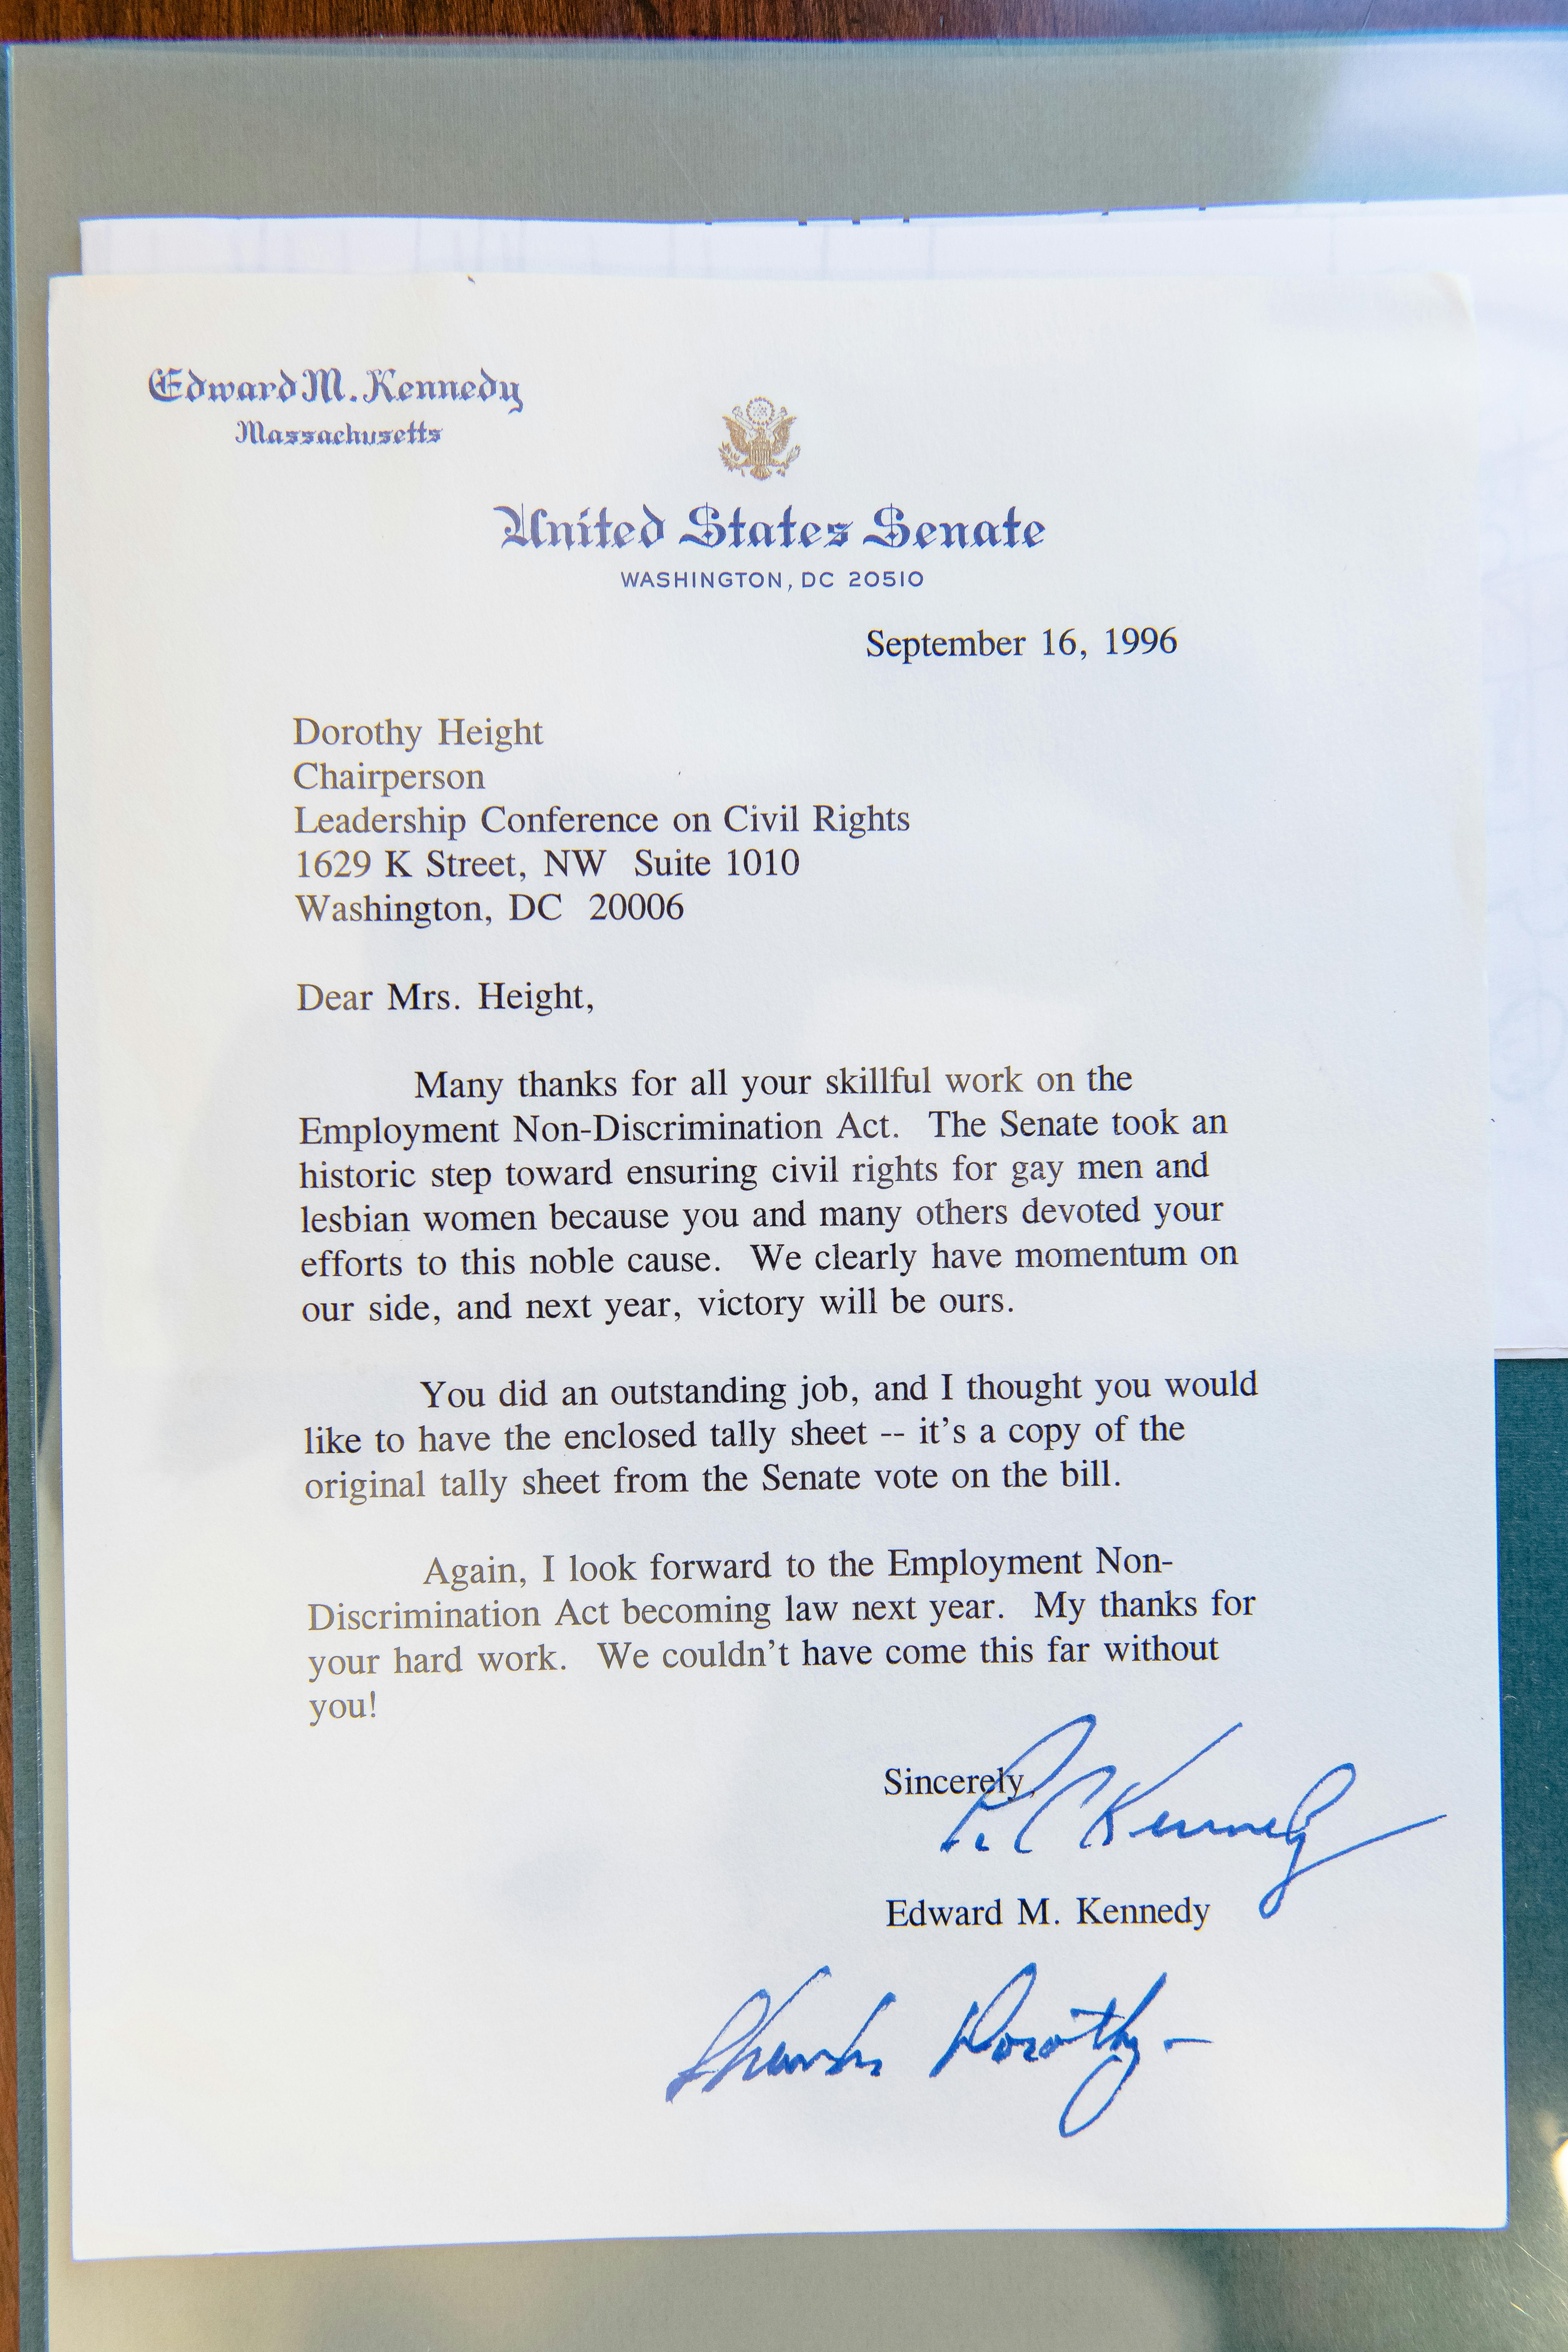 Edward M. Kennedy
Massachusetts
United States Senate
WASHINGTON, DC 20510
September 16, 1996
Dorothy Height
Chairperson
Leadership Conference on Civil Rights
1629 K Street, NW  Suite 1010
Washington, DC  20006
Dear Mrs. Height,
Many thanks for all your skillful work on the
Employment Non-Discrimination Act.  The Senate took an
historic step toward ensuring civil rights for gay men and
lesbian women because you and many others devoted your
efforts to this noble cause.  We clearly have momentum on
our side, and next year, victory will be ours.
You did an outstanding job, and I thought you would
like to have the enclosed tally sheet -- it's a copy of the
original tally sheet from the Senate vote on the bill.
Again, I look forward to the Employment Non-
Discrimination Act becoming law next year.  My thanks for
your hard work.  We couldn't have come this far without
you!
Sincerely,
Kennedy
Edward M. Kennedy
Thanks Dorothy -